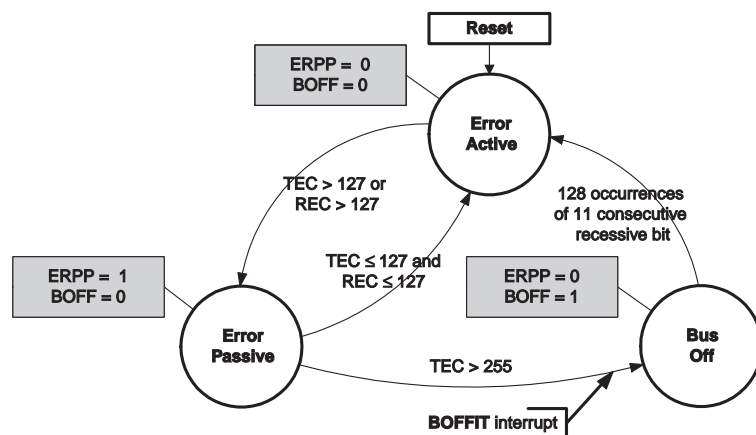 Reset
ERPP = 0
BOFF = 0
Error
Active
TEC > 127 or
REC > 127
128 occurrences
of 11 consecutive
recessive bit
TEC ≤ 127 and
REC ≤ 127
ERPP = 1
BOFF = 0
ERPP = 0
BOFF = 1
Error
Passive
Bus
Off
TEC > 255
BOFFIT interrupt